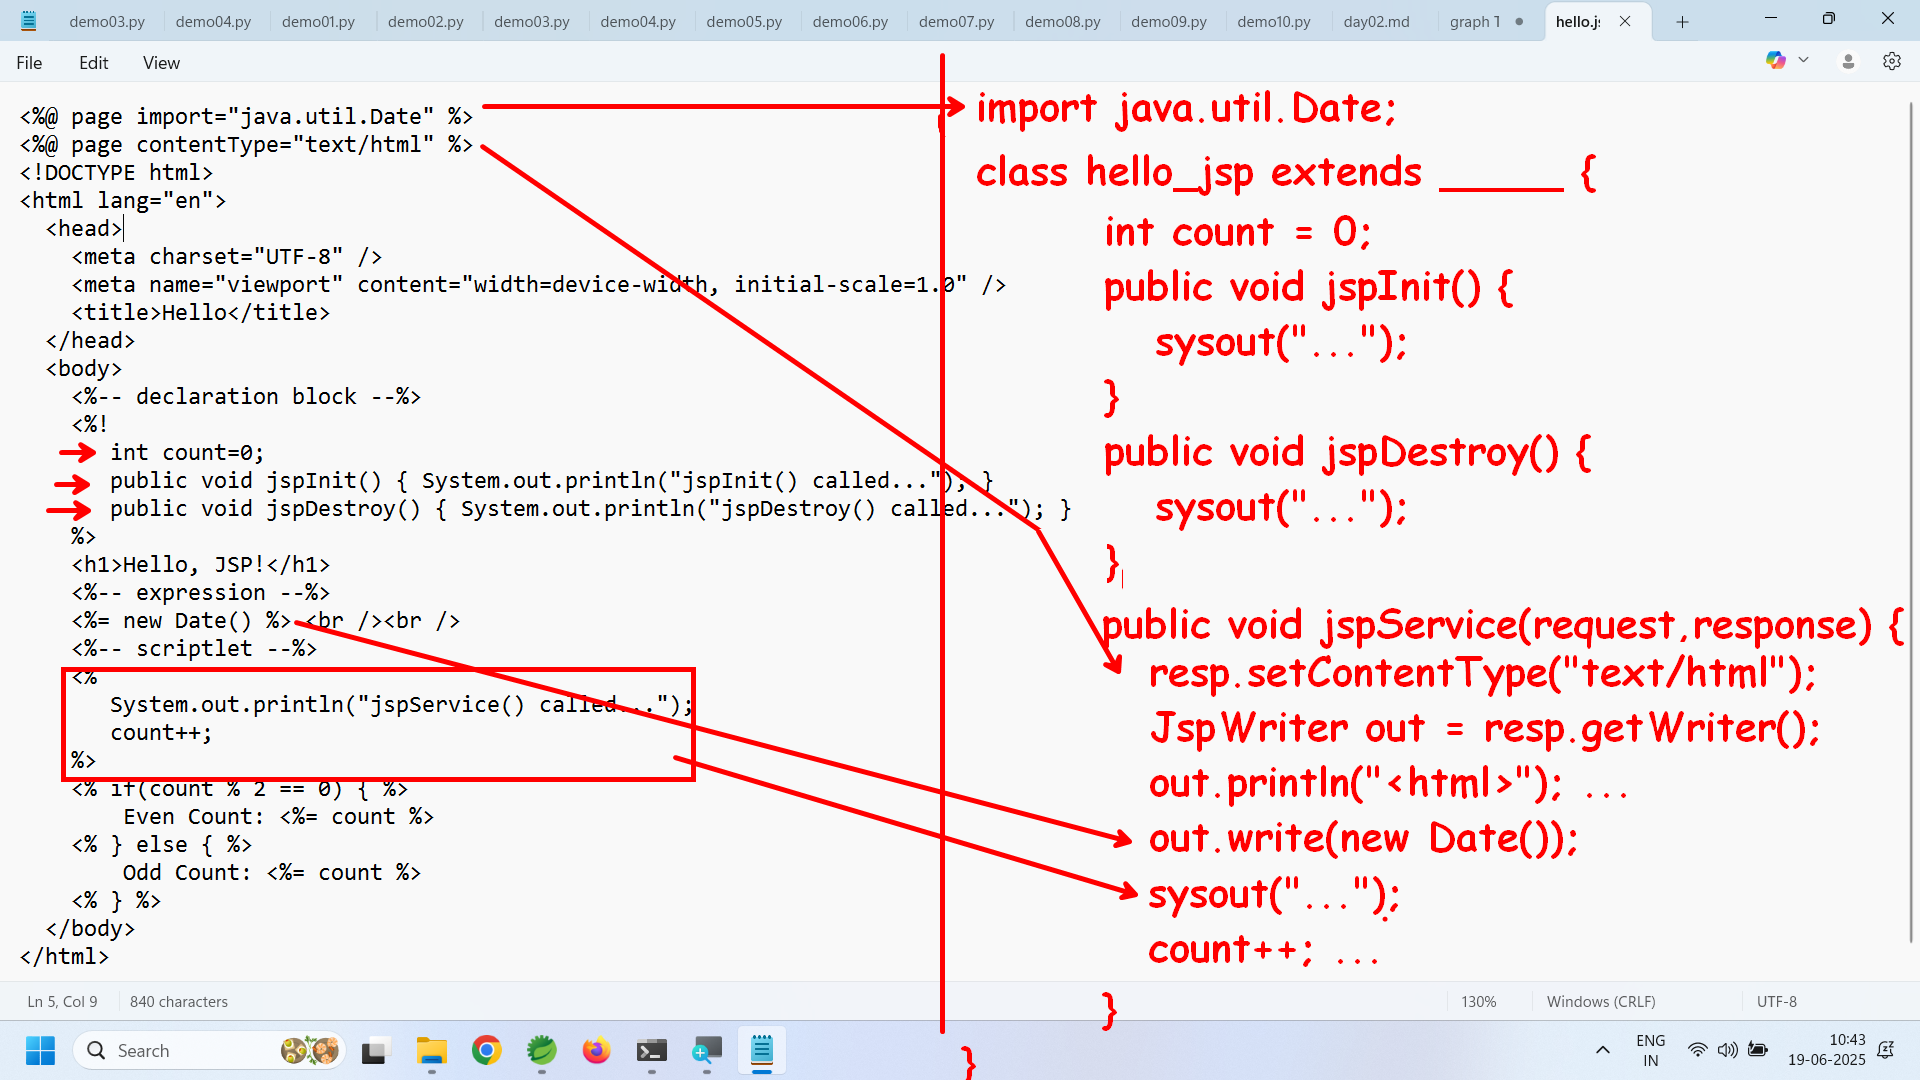 demo03.py demo04.py demo01.py demo02.py demo03.py demo04.py demo05.py demo06.py demo07.py demo08.py demo09.py demo10.py day02.md graph hello.js
File Edit View
<%@ page import="java.util.Date" %>
<%@ page contentType="text/html" %>
<!DOCTYPE html>
<html lang="en">
<head>
<meta charset="UTF-8" />
<meta name="viewport" content="width=device-width, initial-scale=1.0" />
<title>Hello</title>
</head>
<body>
<%-- declaration block --%>
<%!
int count=0;
public void jspInit() { System.out.println("jspInit() called..."); }
public void jspDestroy() { System.out.println("jspDestroy() called..."); }
%>
<h1>Hello, JSP!</h1>
<%-- expression --%>
<%= new Date() %> <br /><br />
<%-- scriptlet --%>
<%
System.out.println("jspService() called...");
count++;
%>
<% if(count % 2 == 0) { %>
Even Count: <%= count %>
<% } else { %>
Odd Count: <%= count %>
<% } %>
</body>
</html>
import java.util.Date;
class hello_jsp extends ______ {
int count = 0;
public void jspInit() {
sysout("...");
}
public void jspDestroy() {
sysout("...");
}
public void jspService(request,response) {
resp.setContentType("text/html");
JspWriter out = resp.getWriter();
out.println("<html>"); ...
out.write(new Date());
sysout("...");
count++; ...
}
}
Ln 5, Col 9 840 characters 130% Windows (CRLF) UTF-8
Search
ENG
IN
10:43
19-06-2025